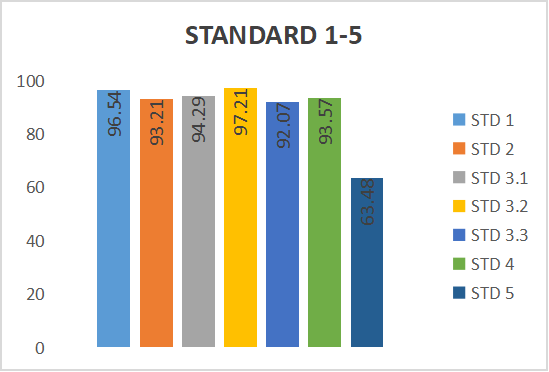 STANDARD 1-5
100
80
60
40
20
0
96.54
93.21
94.29
97.21
92.07
93.57
63.48
STD 1
STD 2
STD 3.1
STD 3.2
STD 3.3
STD 4
STD 5